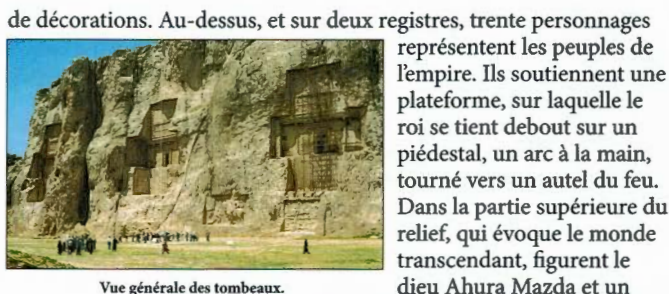 de décorations. Au-dessus, et sur deux registres, trente personnages
représentent les peuples de
l'empire. Ils soutiennent une
plateforme, sur laquelle le
roi se tient debout sur un
piédestal, un arc à la main,
tourné vers un autel du feu.
Dans la partie supérieure du
relief, qui évoque le monde
transcendant, figurent le
dieu Ahura Mazda et un
Vue générale des tombeaux.